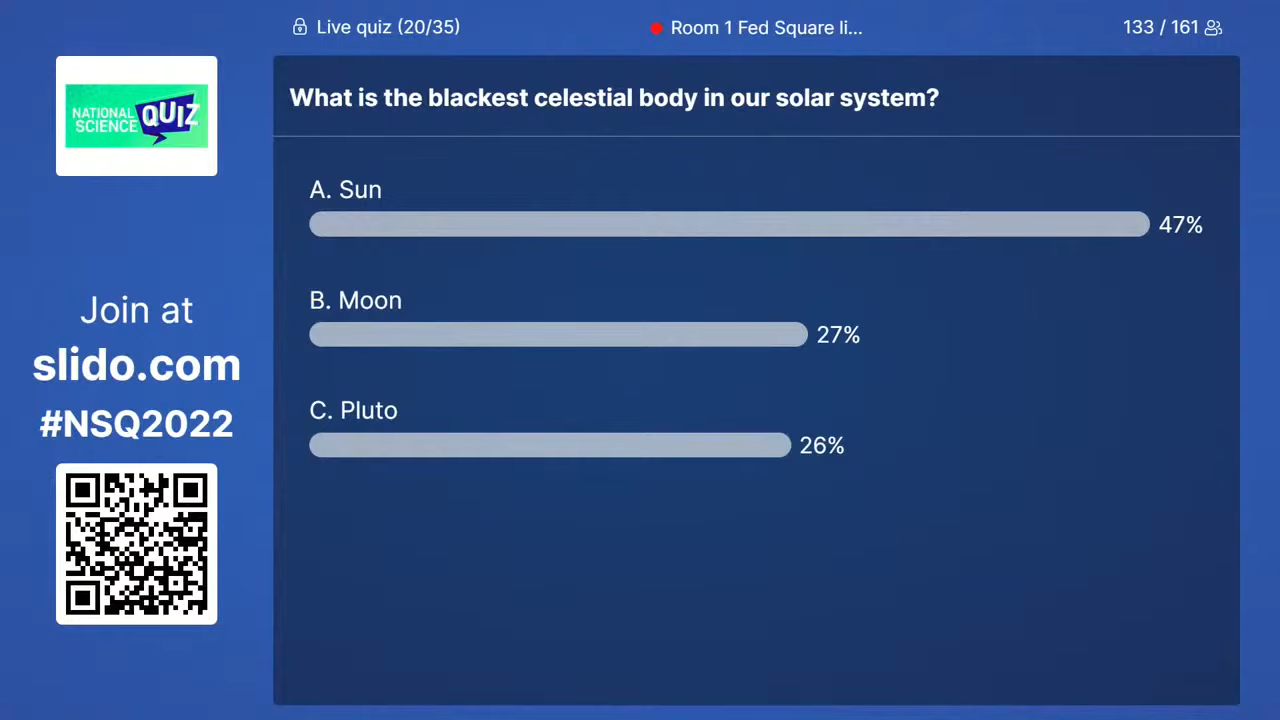 Live quiz (20/35)
Room 1 Fed Square li...
133 / 161
NATIONAL
SCIENCE
QUIZ
What is the blackest celestial body in our solar system?
A. Sun
47%
B. Moon
27%
C. Pluto
26%
Join at
slido.com
#NSQ2022